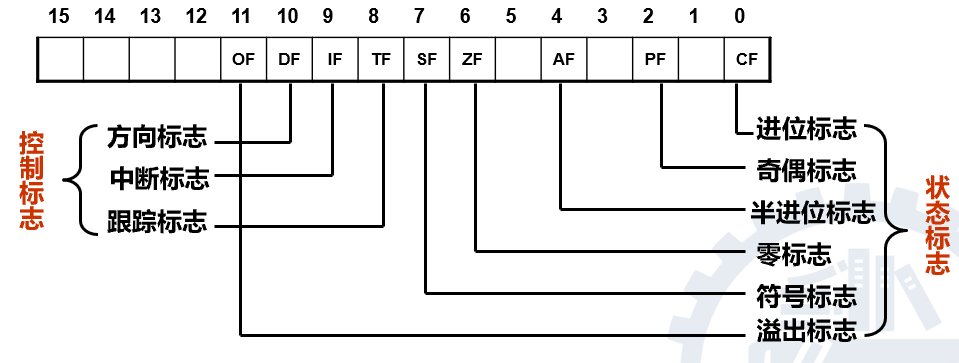 15 14 13 12 11 10 9 8 7 6 5 4 3 2 1 0
OF DF IF TF SF ZF AF PF CF
控制标志
方向标志
中断标志
跟踪标志
进位标志
奇偶标志
半进位标志
零标志
符号标志
溢出标志
状态标志